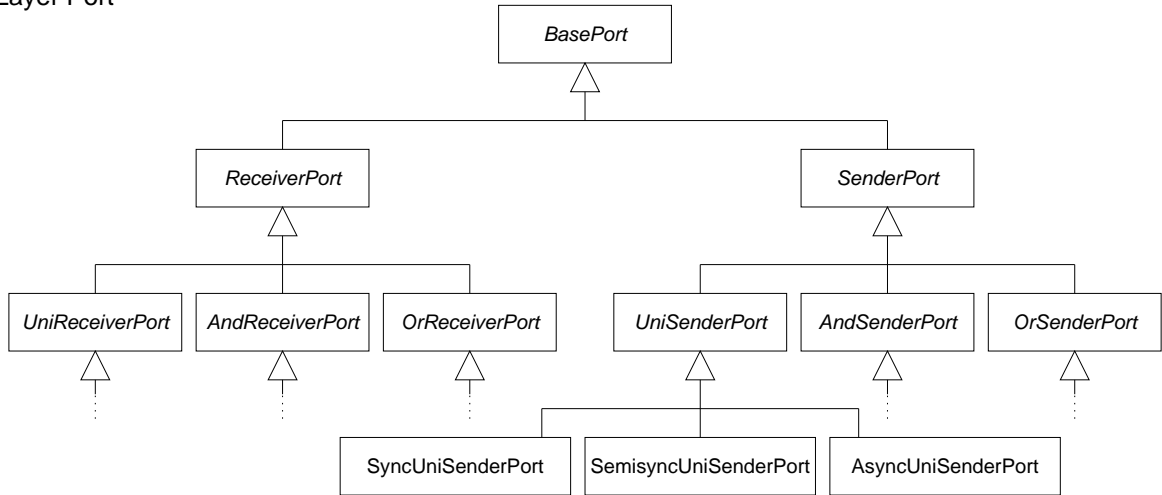 Layer Port
BasePort
ReceiverPort
SenderPort
UniReceiverPort
AndReceiverPort
OrReceiverPort
UniSenderPort
AndSenderPort
OrSenderPort
SyncUniSenderPort
SemisyncUniSenderPort
AsyncUniSenderPort